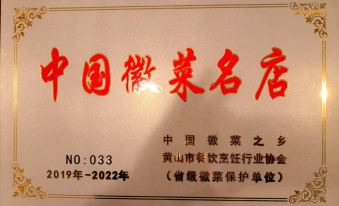 中国徽菜名店
中国徽菜之乡
NO:033
黄山市餐饮烹饪行业协会
2019年-2022年
（省级徽菜保护单位）